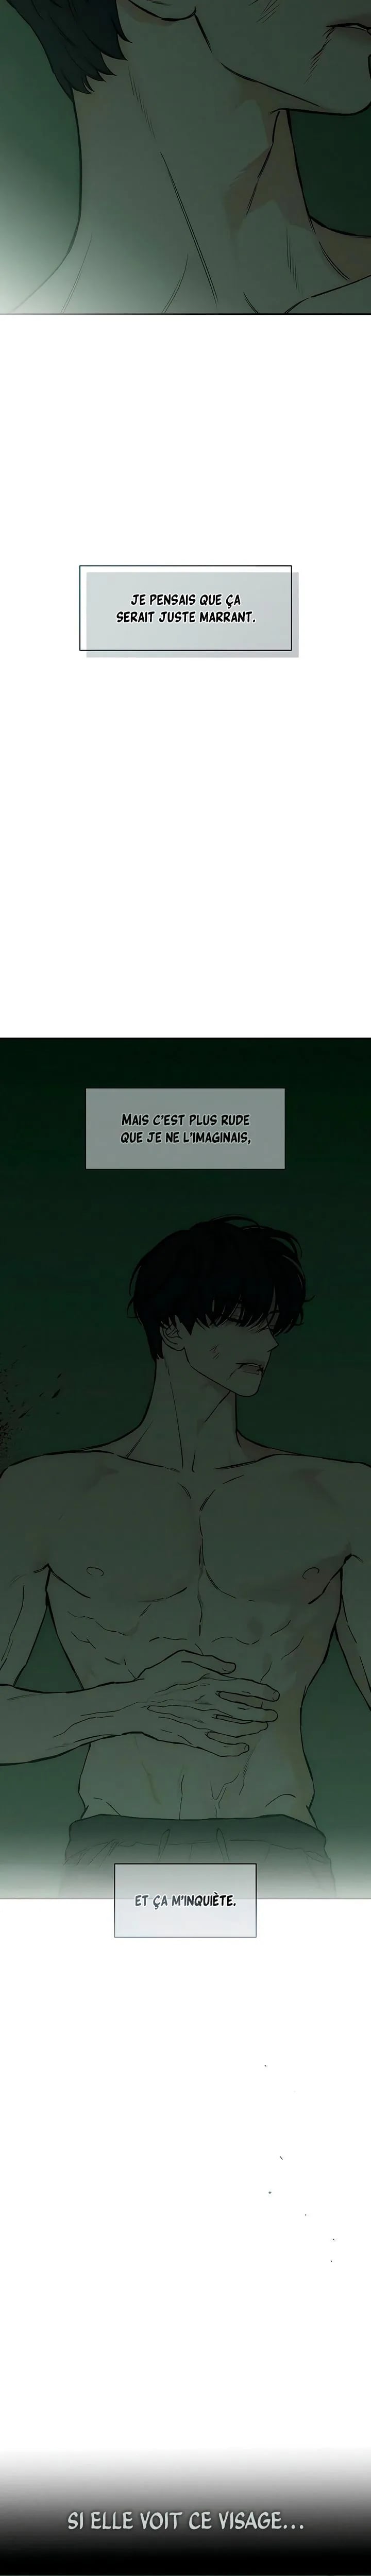 JE PENSAIS QUE ÇA
SERAIT JUSTE MARRANT.
MAIS C'EST PLUS RUDE
QUE JE NE L'IMAGINAIS,
ET ÇA M'INQUIÈTE.
SI ELLE VOIT CE VISAGE...